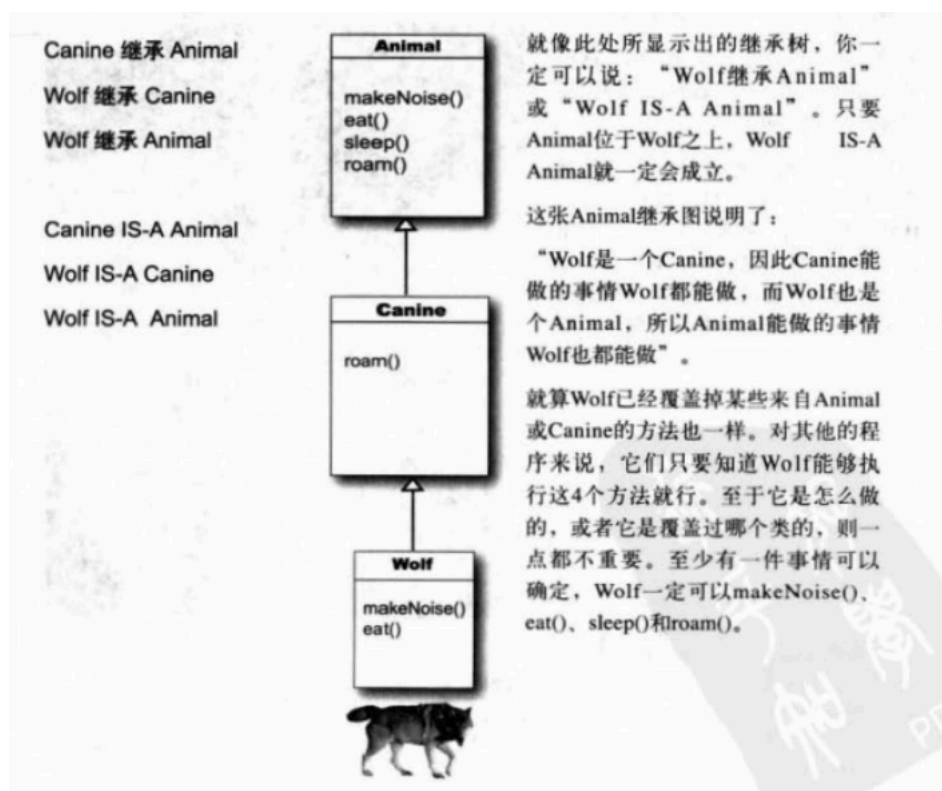 Canine 继承 Animal
Wolf 继承 Canine
Wolf 继承 Animal
Canine IS-A Animal
Wolf IS-A Canine
Wolf IS-A Animal
Animal
makeNoise()
eat()
sleep()
roam()
Canine
roam()
Wolf
makeNoise()
eat()
就像此处所显示出的继承树，你一
定可以说：“Wolf继承Animal”
或“Wolf IS-A Animal”。只要
Animal位于Wolf之上，Wolf IS-A
Animal就一定会成立。
这张Animal继承图说明了：
“Wolf是一个Canine，因此Canine能
做的事情Wolf都能做，而Wolf也是
个Animal，所以Animal能做的事情
Wolf也都能做”。
就算Wolf已经覆盖掉某些来自Animal
或Canine的方法也一样。对其他的程
序来说，它们只要知道Wolf能够执
行这4个方法就行。至于它是怎么做
的，或者它是覆盖过哪个类的，则一
点都不重要。至少有一件事情可以
确定，Wolf一定可以makeNoise()、
eat()、sleep()和roam()。